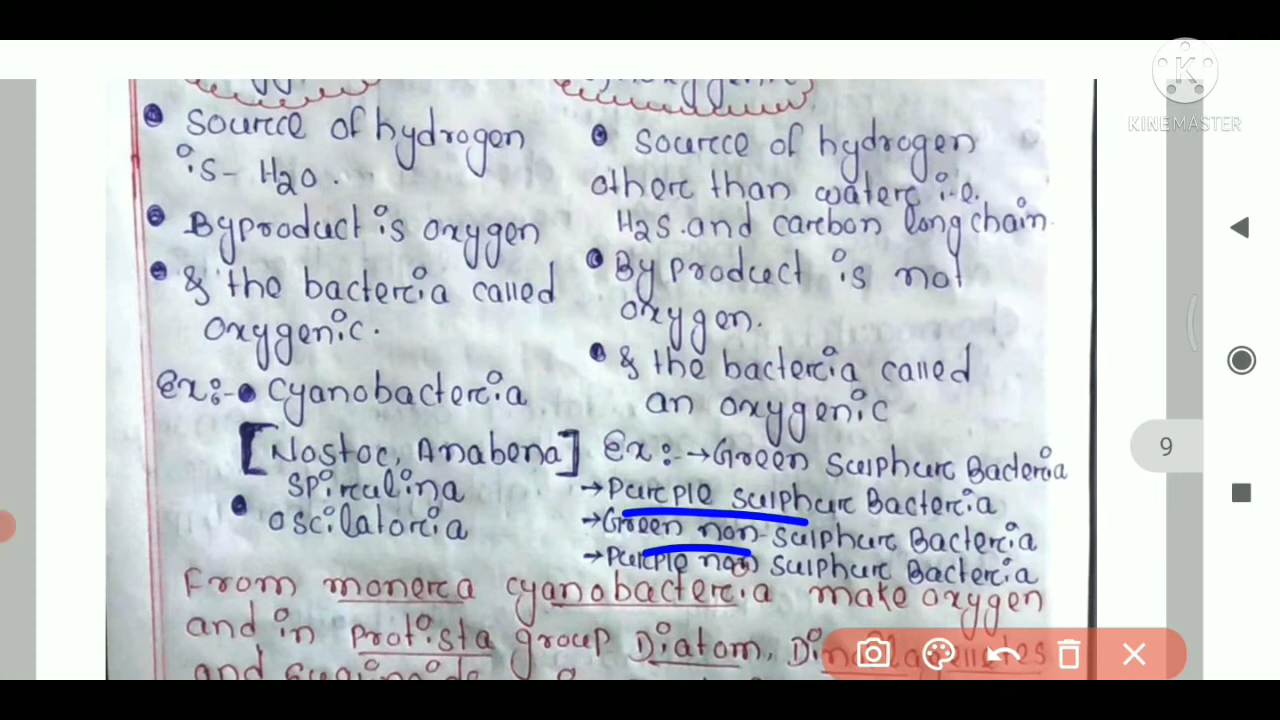 KINEMASTER
Source of hydrogen
is - H2O.
Byproduct is oxygen
& the bacteria called
oxygenic.
Ex:- Cyanobacteria
[Nostoc, Anabena]
Spirulina
oscilatoria
Source of hydrogen
other than water i.e.
H2S. and carbon long chain.
By product is not
oxygen.
& the bacteria called
an oxygenic
Ex:- →Green Sulphur Bacteria
→Purple sulphur Bacteria
→Green non-Sulphur Bacteria
→Purple non Sulphur Bacteria
From monera cyanobacteria make oxygen
and in protista group Diatom,
and
9